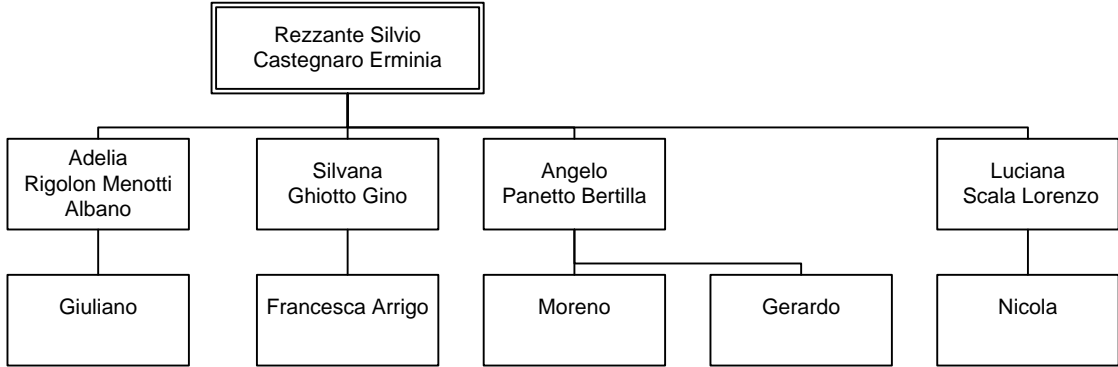 Rezzante Silvio
Castegnaro Erminia
Adelia
Rigolon Menotti
Albano
Silvana
Ghiotto Gino
Angelo
Panetto Bertilla
Luciana
Scala Lorenzo
Giuliano
Francesca Arrigo
Moreno
Gerardo
Nicola